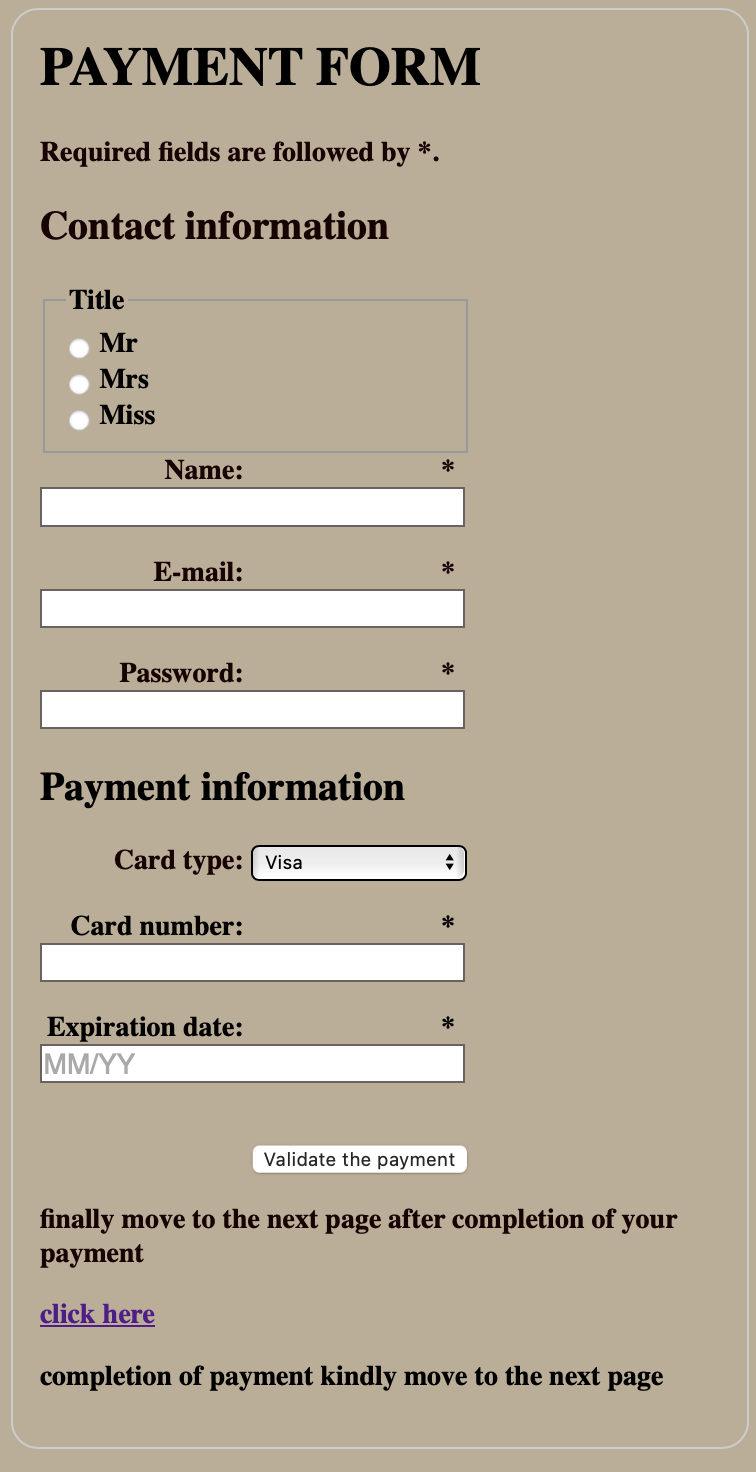 PAYMENT FORM
Required fields are followed by *.
Contact information
Title
Mr
Mrs
Miss
Name: *
E-mail: *
Password: *
Payment information
Card type: Visa
Card number: *
Expiration date: *
MM/YY
Validate the payment
finally move to the next page after completion of your
payment
click here
completion of payment kindly move to the next page